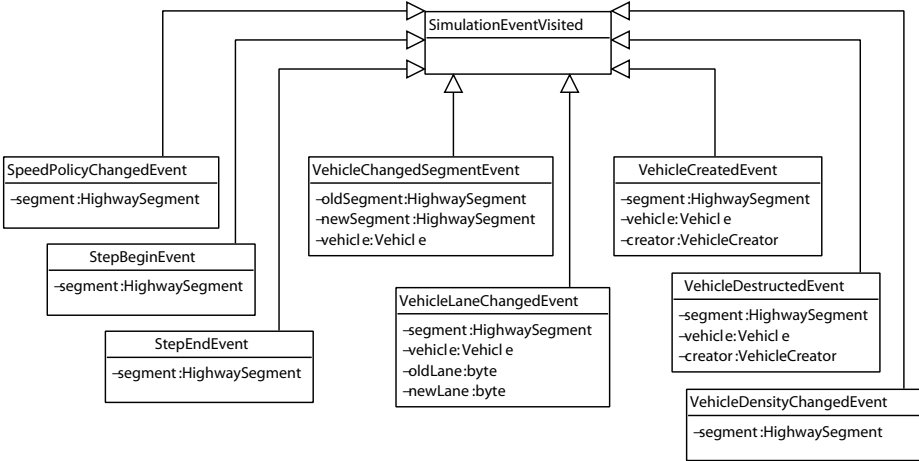 SimulationEventVisited
SpeedPolicyChangedEvent
–segment:HighwaySegment
StepBeginEvent
–segment:HighwaySegment
StepEndEvent
–segment:HighwaySegment
VehicleChangedSegmentEvent
–oldSegment:HighwaySegment
–newSegment:HighwaySegment
–vehicle:Vehicle
VehicleLaneChangedEvent
–segment:HighwaySegment
–vehicle:Vehicle
–oldLane:byte
–newLane:byte
VehicleCreatedEvent
–segment:HighwaySegment
–vehicle:Vehicle
–creator:VehicleCreator
VehicleDestructedEvent
–segment:HighwaySegment
–vehicle:Vehicle
–creator:VehicleCreator
VehicleDensityChangedEvent
–segment:HighwaySegment